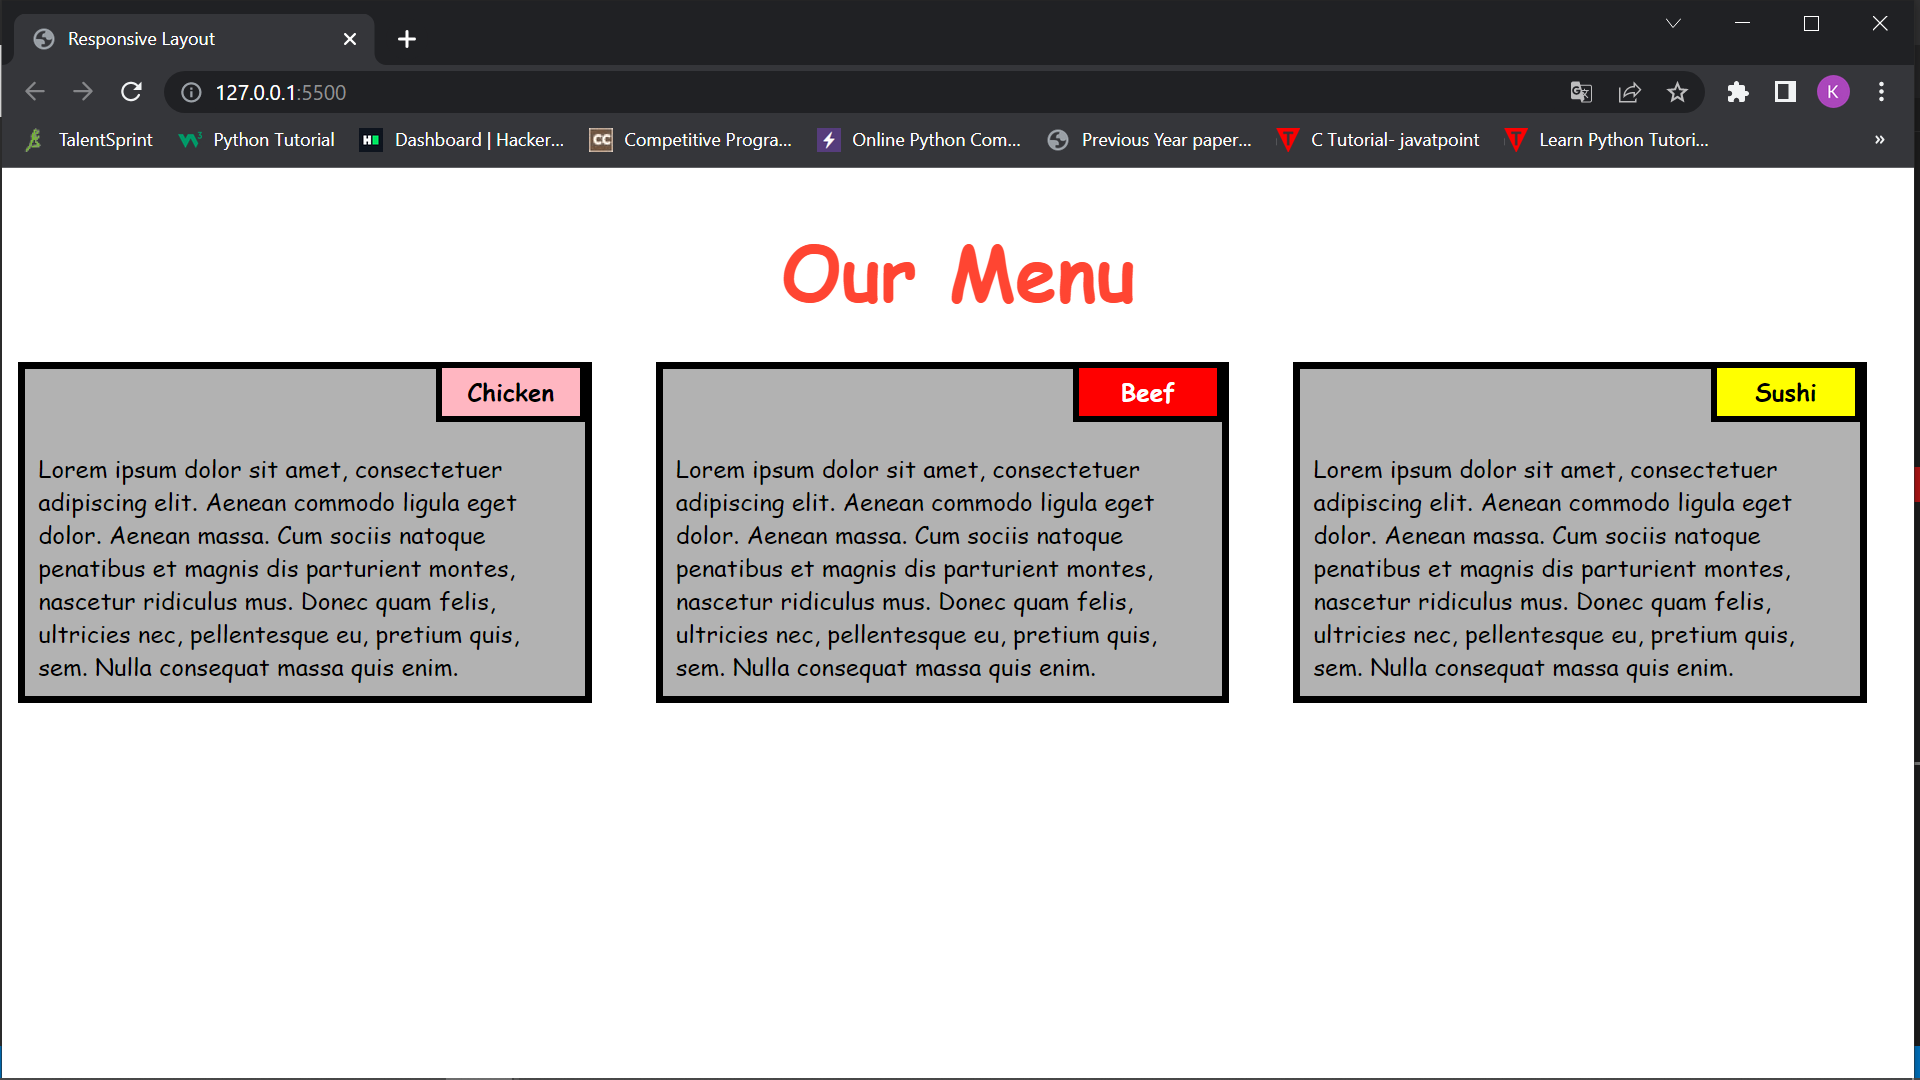 Responsive Layout
127.0.0.1:5500
K
TalentSprint
Python Tutorial
Dashboard | Hacker...
Competitive Progra...
Online Python Com...
Previous Year paper...
C Tutorial- javatpoint
Learn Python Tutori...
»
Our Menu
Chicken
Lorem ipsum dolor sit amet, consectetuer
adipiscing elit. Aenean commodo ligula eget
dolor. Aenean massa. Cum sociis natoque
penatibus et magnis dis parturient montes,
nascetur ridiculus mus. Donec quam felis,
ultricies nec, pellentesque eu, pretium quis,
sem. Nulla consequat massa quis enim.
Beef
Lorem ipsum dolor sit amet, consectetuer
adipiscing elit. Aenean commodo ligula eget
dolor. Aenean massa. Cum sociis natoque
penatibus et magnis dis parturient montes,
nascetur ridiculus mus. Donec quam felis,
ultricies nec, pellentesque eu, pretium quis,
sem. Nulla consequat massa quis enim.
Sushi
Lorem ipsum dolor sit amet, consectetuer
adipiscing elit. Aenean commodo ligula eget
dolor. Aenean massa. Cum sociis natoque
penatibus et magnis dis parturient montes,
nascetur ridiculus mus. Donec quam felis,
ultricies nec, pellentesque eu, pretium quis,
sem. Nulla consequat massa quis enim.